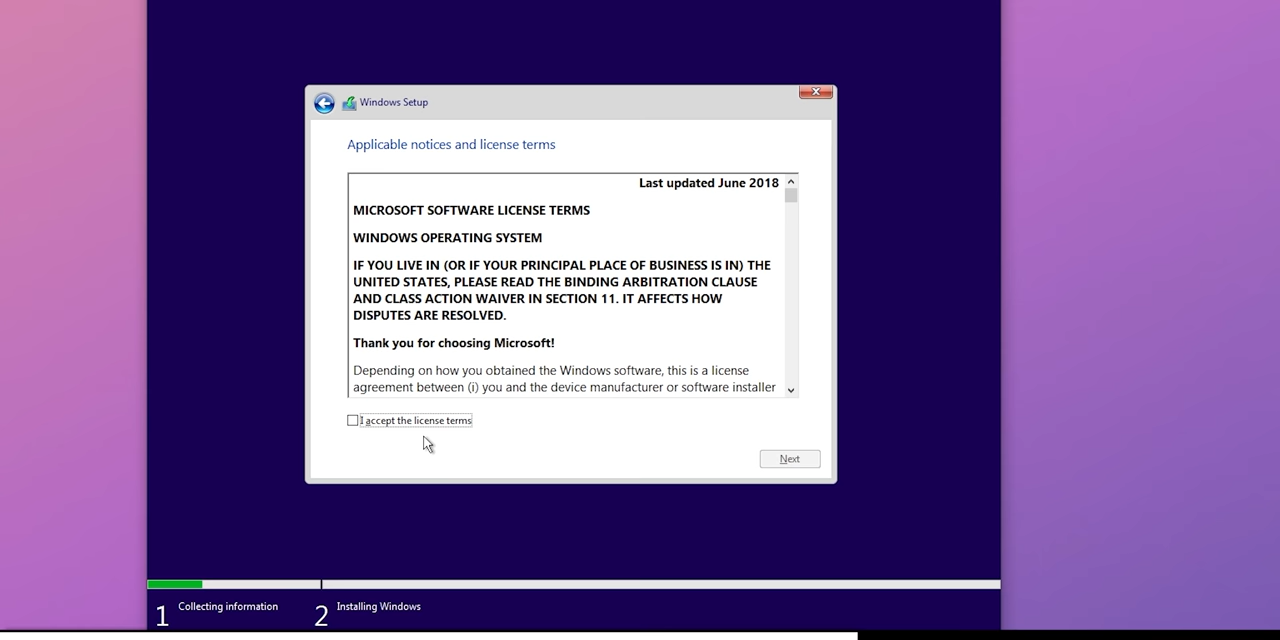 Windows Setup
Applicable notices and license terms
Last updated June 2018
MICROSOFT SOFTWARE LICENSE TERMS
WINDOWS OPERATING SYSTEM
IF YOU LIVE IN (OR IF YOUR PRINCIPAL PLACE OF BUSINESS IS IN) THE
UNITED STATES, PLEASE READ THE BINDING ARBITRATION CLAUSE
AND CLASS ACTION WAIVER IN SECTION 11. IT AFFECTS HOW
DISPUTES ARE RESOLVED.
Thank you for choosing Microsoft!
Depending on how you obtained the Windows software, this is a license
agreement between (i) you and the device manufacturer or software installer
I accept the license terms
Next
1 Collecting information
2 Installing Windows